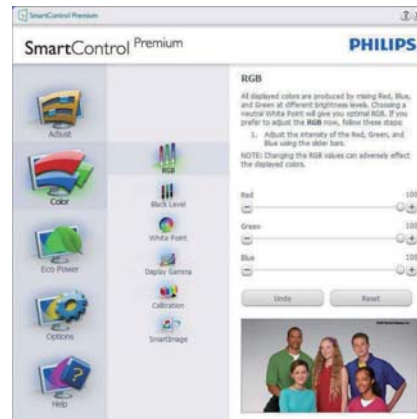 SmartControl Premium
SmartControl Premium
PHILIPS
Adjust
Color
Eco Power
Options
Help
RGB
Black Level
White Point
Display Gamma
Calibration
SmartImage
RGB
All displayed colors are produced by mixing Red, Blue,
and Green at different brightness levels. Choosing a
neutral White Point will give you optimal RGB. If you
prefer to adjust the RGB now, follow these steps:
1. Adjust the intensity of the Red, Green, and
Blue using the slider bars.
NOTE: Changing the RGB values can adversely effect
the displayed colors.
Red 100
Green 100
Blue 100
Undo Reset